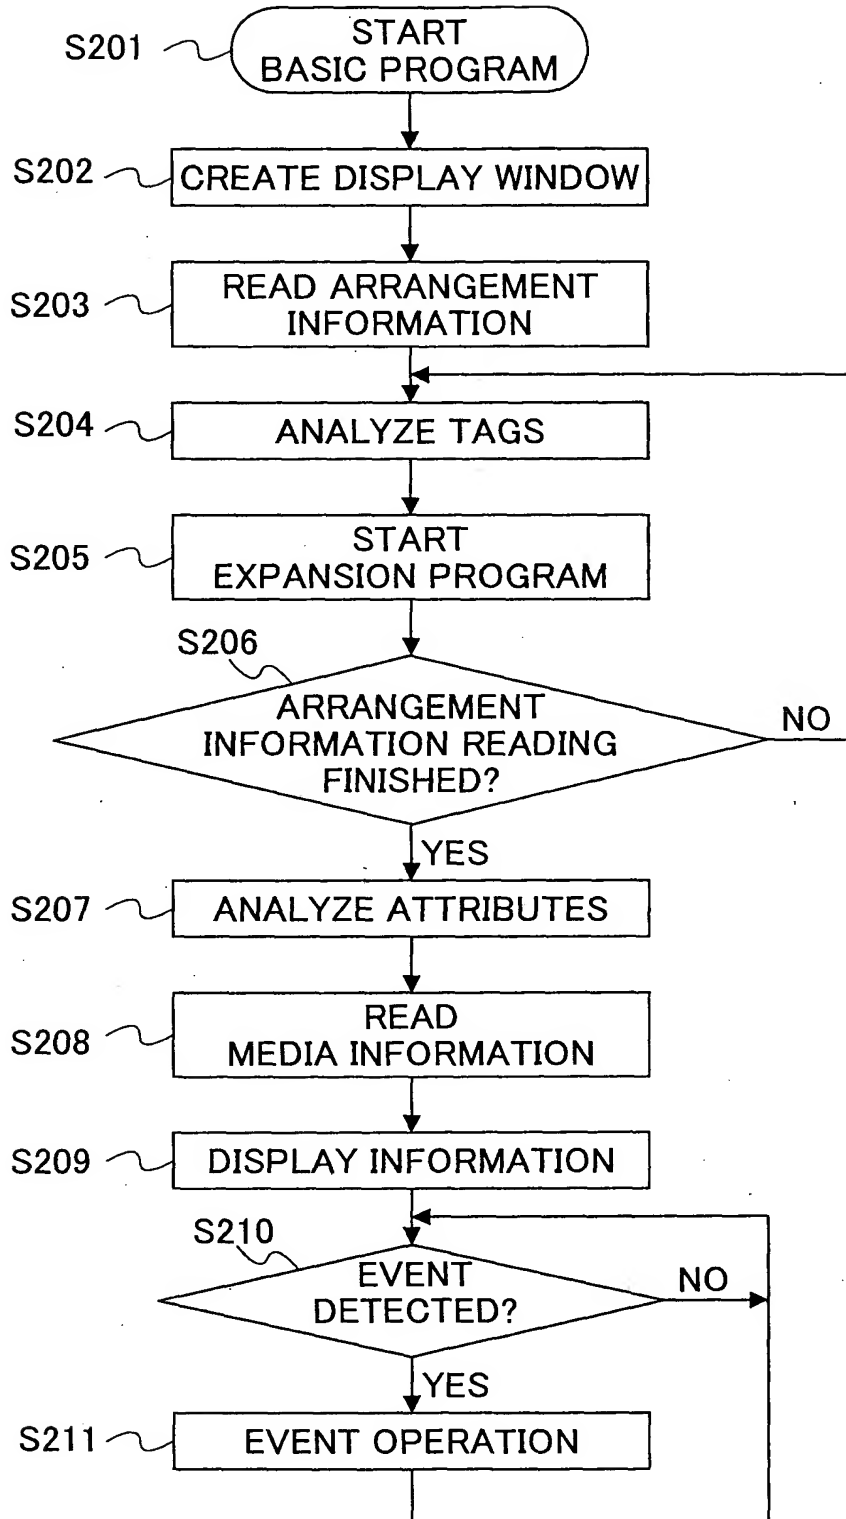 S201
START
BASIC PROGRAM
S202
CREATE DISPLAY WINDOW
S203
READ ARRANGEMENT
INFORMATION
S204
ANALYZE TAGS
S205
START
EXPANSION PROGRAM
S206
ARRANGEMENT
INFORMATION READING
FINISHED?
NO
YES
S207
ANALYZE ATTRIBUTES
S208
READ
MEDIA INFORMATION
S209
DISPLAY INFORMATION
S210
EVENT
DETECTED?
NO
YES
S211
EVENT OPERATION